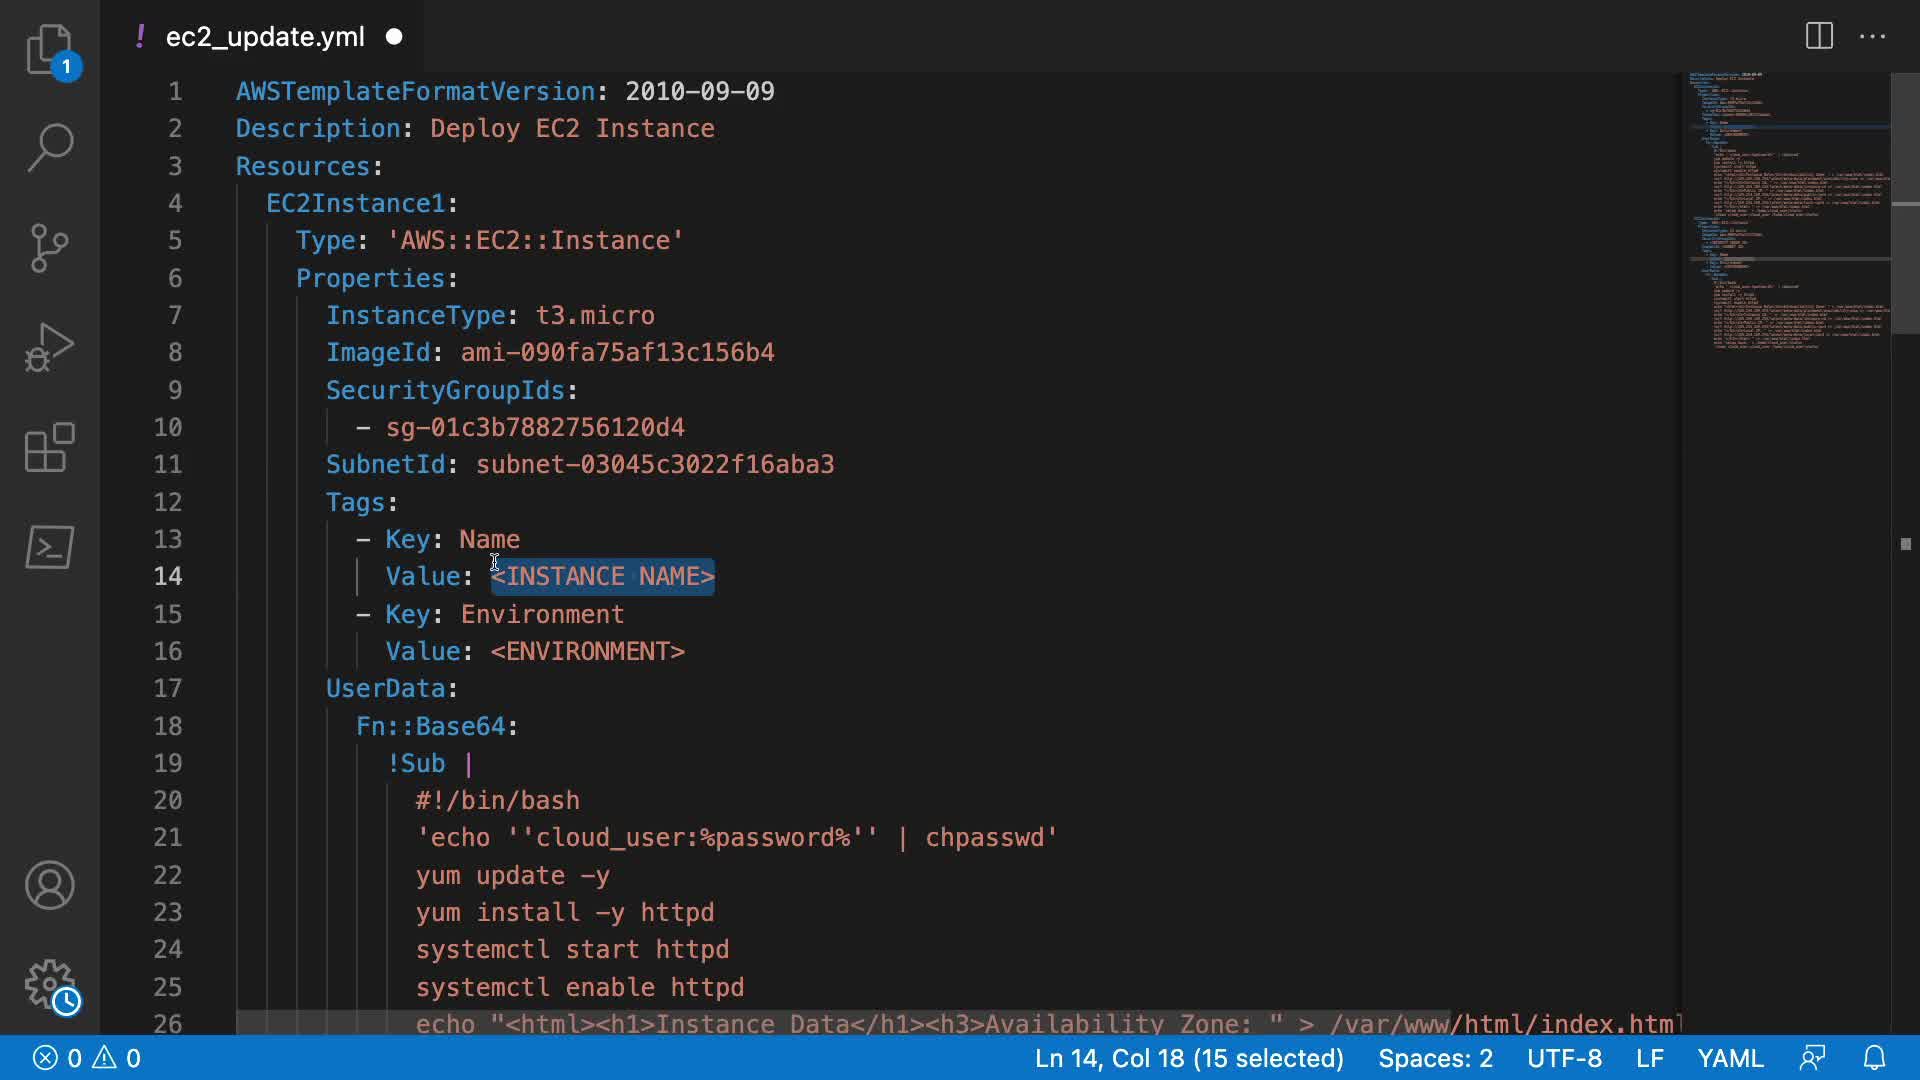 ! ec2_update.yml
1
1 AWSTemplateFormatVersion: 2010-09-09
2 Description: Deploy EC2 Instance
3 Resources:
4 EC2Instance1:
5 Type: 'AWS::EC2::Instance'
6 Properties:
7 InstanceType: t3.micro
8 ImageId: ami-090fa75af13c156b4
9 SecurityGroupIds:
10 - sg-01c3b7882756120d4
11 SubnetId: subnet-03045c3022f16aba3
12 Tags:
13 - Key: Name
14 Value: <INSTANCE NAME>
15 - Key: Environment
16 Value: <ENVIRONMENT>
17 UserData:
18 Fn::Base64:
19 !Sub |
20 #!/bin/bash
21 'echo ''cloud_user:%password%'' | chpasswd'
22 yum update -y
23 yum install -y httpd
24 systemctl start httpd
25 systemctl enable httpd
26 echo "<html><h1>Instance Data</h1><h3>Availability Zone: " > /var/www/html/index.html
0 0 Ln 14, Col 18 (15 selected) Spaces: 2 UTF-8 LF YAML